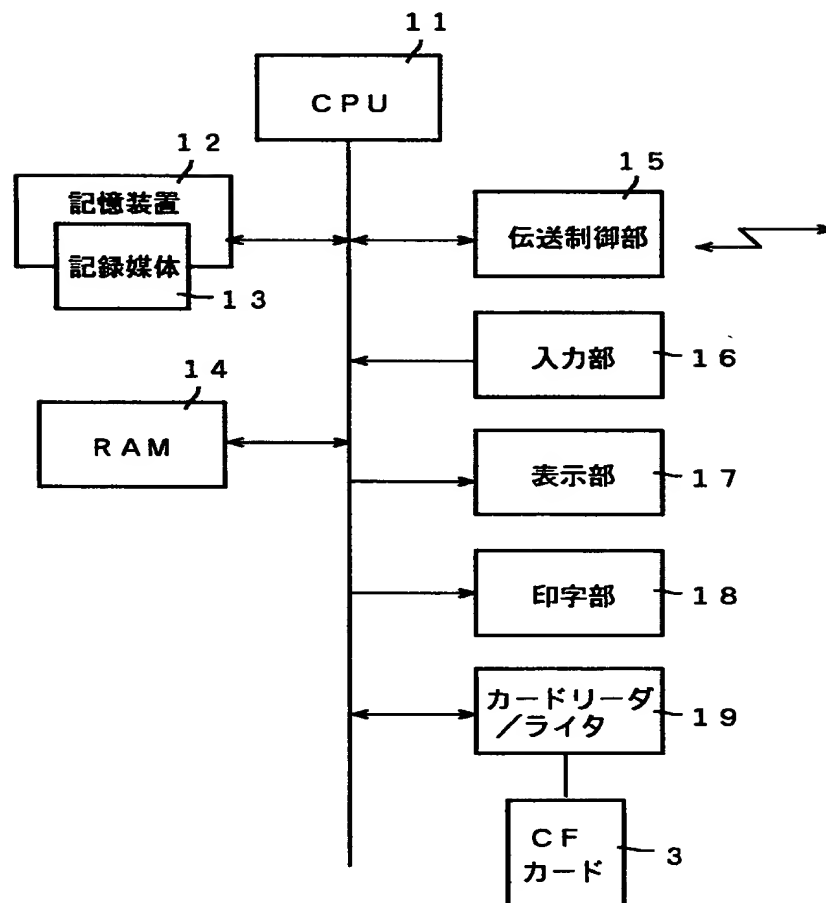 11
CPU
12
記憶装置
記録媒体
13
14
RAM
15
伝送制御部
入力部
16
表示部
17
印字部
18
カードリーダ
/ライタ
19
CF
カード
3